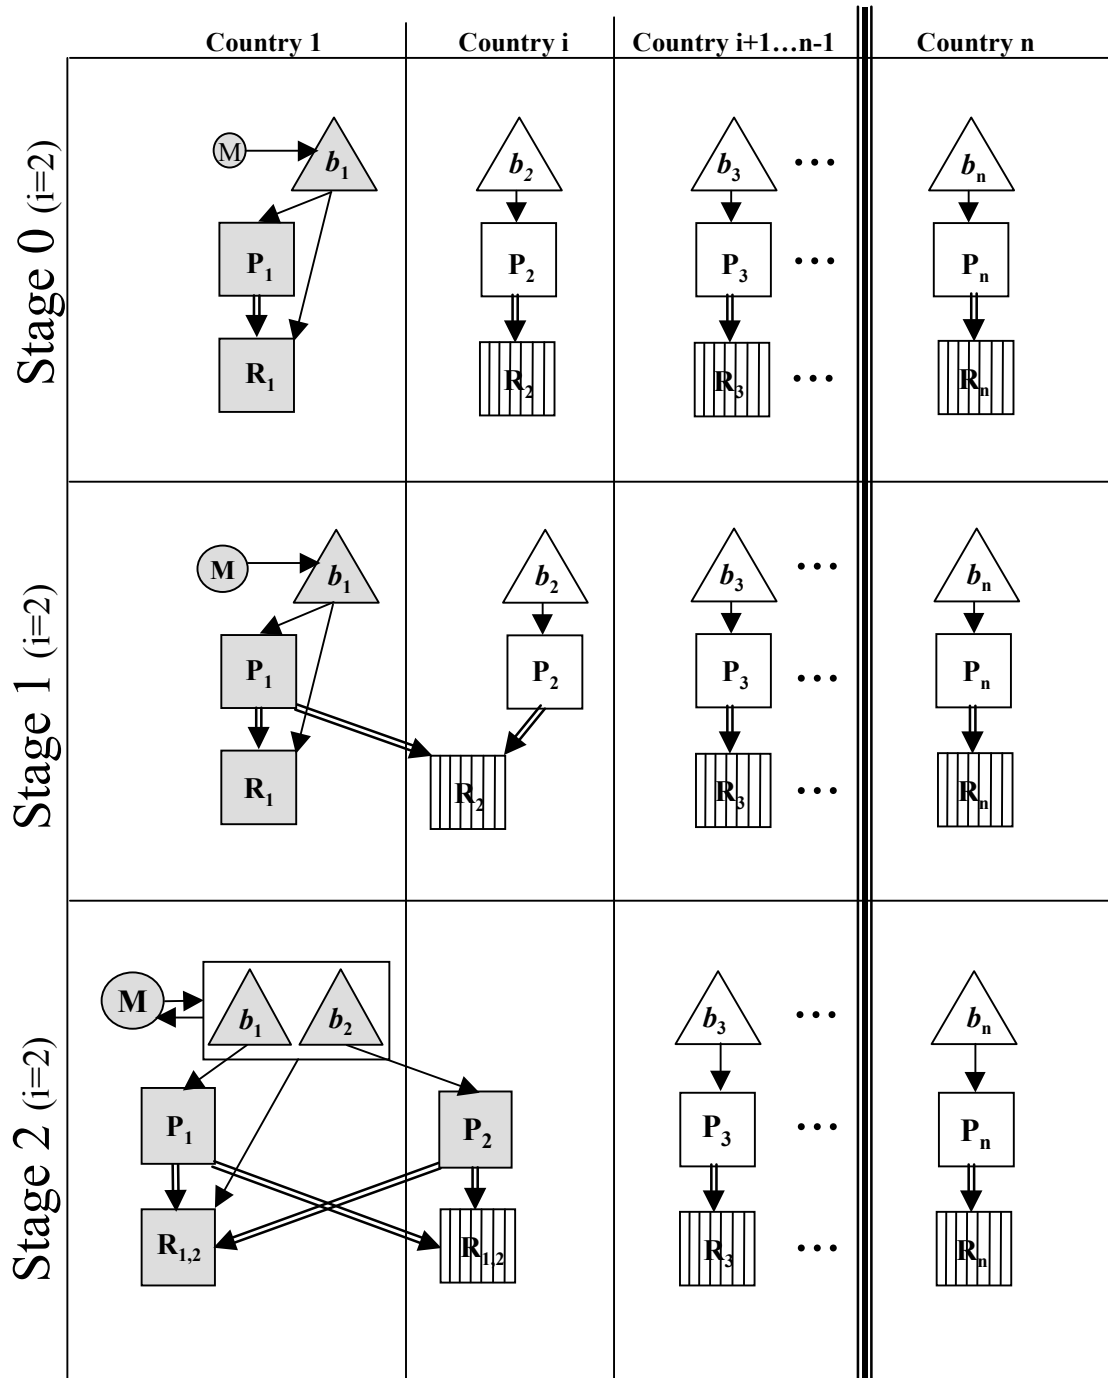 Country 1 Country i Country i+1…n-1 Country n
Stage 0 (i=2)
M b₁ b₂ b₃ ••• bₙ
P₁ P₂ P₃ ••• Pₙ
R₁ R₂ R₃ ••• Rₙ
Stage 1 (i=2)
M b₁ b₂ b₃ ••• bₙ
P₁ P₂ P₃ ••• Pₙ
R₁ R₂ R₃ ••• Rₙ
Stage 2 (i=2)
M b₁ b₂ b₃ ••• bₙ
P₁ P₂ P₃ ••• Pₙ
R₁,₂ R₁,₂ R₃ ••• Rₙ